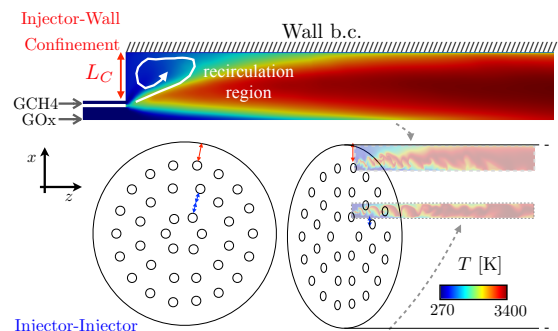 Injector-Wall
Confinement
Wall b.c.
L_C
recirculation
region
GCH4
GOx
x
z
T [K]
270
3400
Injector-Injector